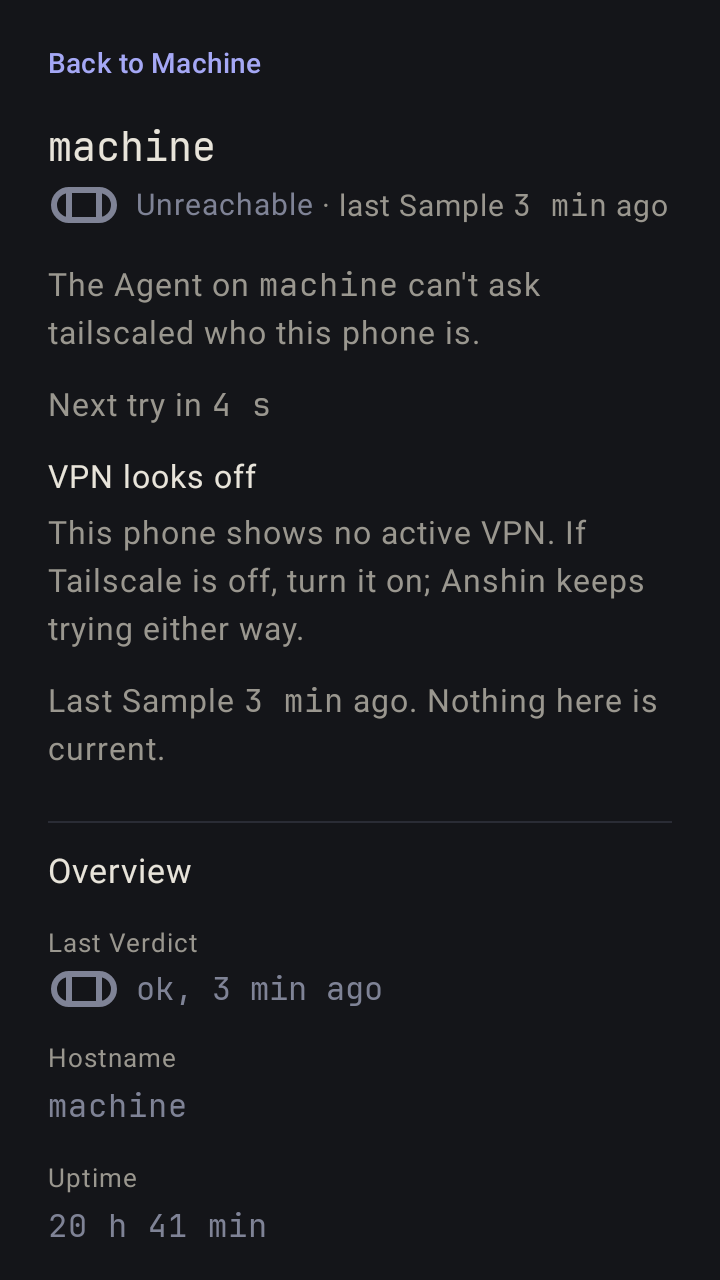 Back to Machine
machine
Unreachable · last Sample 3 min ago
The Agent on machine can't ask
tailscaled who this phone is.
Next try in 4 s
VPN looks off
This phone shows no active VPN. If
Tailscale is off, turn it on; Anshin keeps
trying either way.
Last Sample 3 min ago. Nothing here is
current.
Overview
Last Verdict
ok, 3 min ago
Hostname
machine
Uptime
20 h 41 min